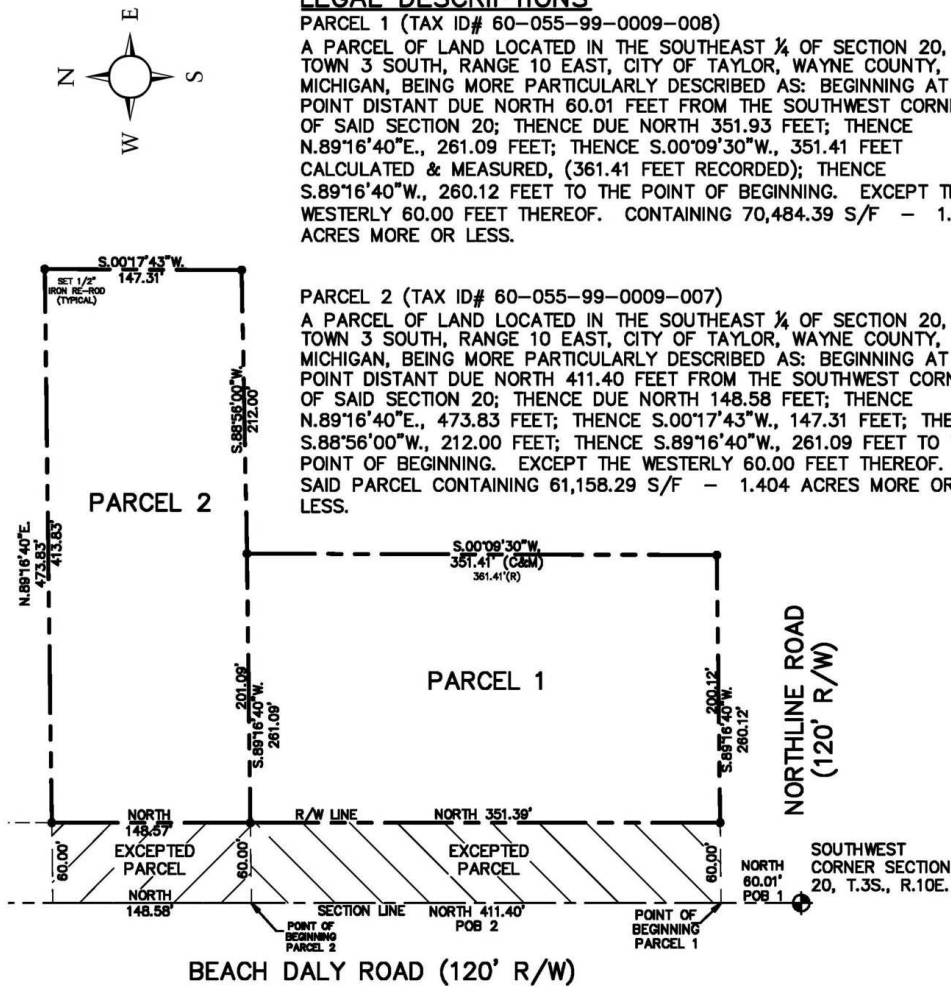 LEGAL DESCRIPTIONS
PARCEL 1 (TAX ID# 60-055-99-0009-008)
A PARCEL OF LAND LOCATED IN THE SOUTHEAST ¼ OF SECTION 20,
TOWN 3 SOUTH, RANGE 10 EAST, CITY OF TAYLOR, WAYNE COUNTY,
MICHIGAN, BEING MORE PARTICULARLY DESCRIBED AS: BEGINNING AT
POINT DISTANT DUE NORTH 60.01 FEET FROM THE SOUTHWEST
OF SAID SECTION 20; THENCE DUE NORTH 351.93 FEET; THENCE
N.89°16'40"E., 261.09 FEET; THENCE S.00°09'30"W., 351.41 FEET
CALCULATED & MEASURED, (361.41 FEET RECORDED); THENCE
S.89°16'40"W., 260.12 FEET TO THE POINT OF BEGINNING. EXCEPT
WESTERLY 60.00 FEET THEREOF. CONTAINING 70,484.39 S/F – 1.
ACRES MORE OR LESS.
PARCEL 2 (TAX ID# 60-055-99-0009-007)
A PARCEL OF LAND LOCATED IN THE SOUTHEAST ¼ OF SECTION 20,
TOWN 3 SOUTH, RANGE 10 EAST, CITY OF TAYLOR, WAYNE COUNTY,
MICHIGAN, BEING MORE PARTICULARLY DESCRIBED AS: BEGINNING AT
POINT DISTANT DUE NORTH 411.40 FEET FROM THE SOUTHWEST
OF SAID SECTION 20; THENCE DUE NORTH 148.58 FEET; THENCE
N.89°16'40"E., 473.83 FEET; THENCE S.00°17'43"W., 147.31 FEET;
S.88°56'00"W., 212.00 FEET; THENCE S.89°16'40"W., 261.09 FEET TO
POINT OF BEGINNING. EXCEPT THE WESTERLY 60.00 FEET THEREOF.
SAID PARCEL CONTAINING 61,158.29 S/F – 1.404 ACRES MORE OR
LESS.
E
N
S
W
S.00°17'43"W.
147.31'
SET 1/2"
IRON RE-ROD
(TYPICAL)
S.88°56'00"W.
212.00'
PARCEL 2
N.89°16'40"E.
473.83'
413.83'
S.00°09'30"W.
351.41' (C&M)
361.41'(R)
PARCEL 1
201.09'
S.89°16'40"W.
261.09'
200.12'
S.89°16'40"W.
260.12'
NORTHLINE ROAD
(120' R/W)
NORTH
148.57'
R/W LINE
NORTH 351.39'
60.00'
EXCEPTED
PARCEL
60.00'
EXCEPTED
PARCEL
60.00'
NORTH
60.01'
POB 1
SOUTHWEST
CORNER SECTION
20, T.3S., R.10E.
NORTH
148.58'
SECTION LINE
NORTH 411.40'
POB 2
POINT OF
BEGINNING
PARCEL 2
POINT OF
BEGINNING
PARCEL 1
BEACH DALY ROAD (120' R/W)